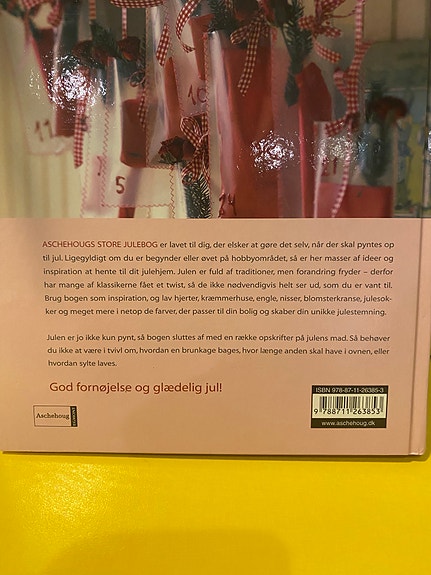 10
11
5
11
ASCHEHOUGS STORE JULEBOG er lavet til dig, der elsker at gøre det selv, når der skal pyntes op
til jul. Ligegyldigt om du er begynder eller øvet på hobbyområdet, så er her masser af ideer og
inspiration at hente til dit julehjem. Julen er fuld af traditioner, men forandring fryder – derfor
har mange af klassikerne fået et twist, så de ikke nødvendigvis helt ser ud, som du er vant til.
Brug bogen som inspiration, og lav hjerter, kræmmerhuse, engle, nisser, blomsterkranse, julesok-
ker og meget mere i netop de farver, der passer til din bolig og skaber din unikke julestemning.
Julen er jo ikke kun pynt, så bogen sluttes af med en række opskrifter på julens mad. Så behøver
du ikke at være i tvivl om, hvordan en brunkage bages, hvor længe anden skal have i ovnen, eller
hvordan sylte laves.
God fornøjelse og glædelig jul!
Aschehoug
EGMONT
ISBN 978-87-11-26385-3
9 788711 263853
www.aschehoug.dk